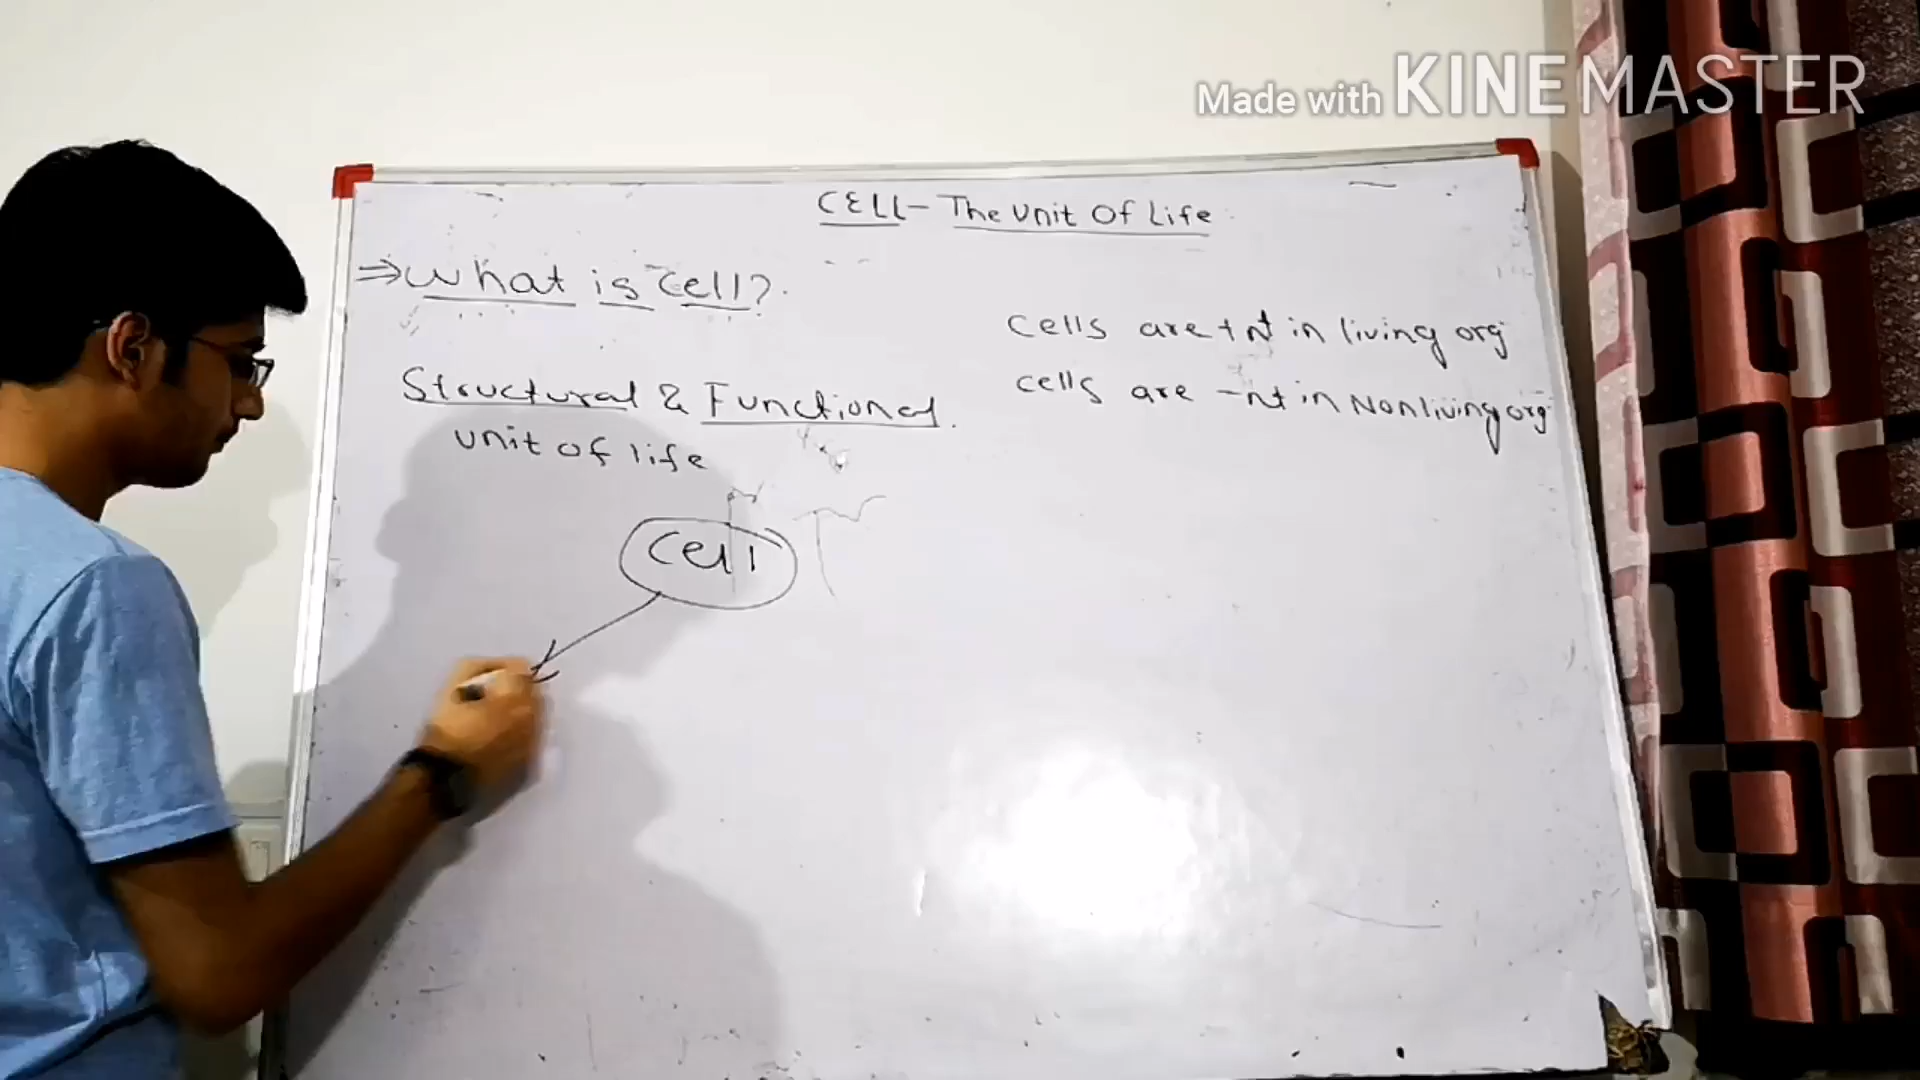 Made with KINEMASTER
CELL - The Unit Of Life
⇒ What is Cell?
Structural & Functional
unit of life
Cells are +nt in living org
cells are -nt in Nonliving org
Cell